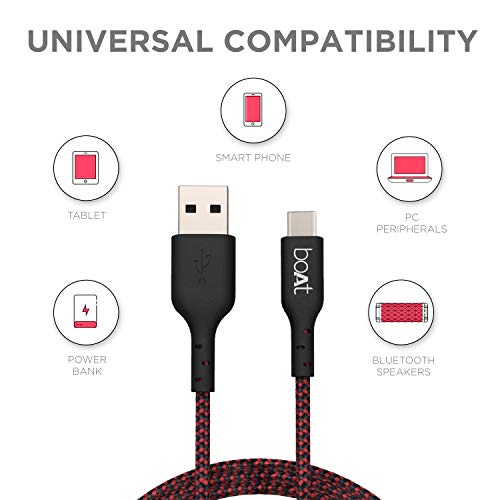 UNIVERSAL COMPATIBILITY
SMART PHONE
TABLET
PC
PERIPHERALS
boAt
POWER
BANK
BLUETOOTH
SPEAKERS